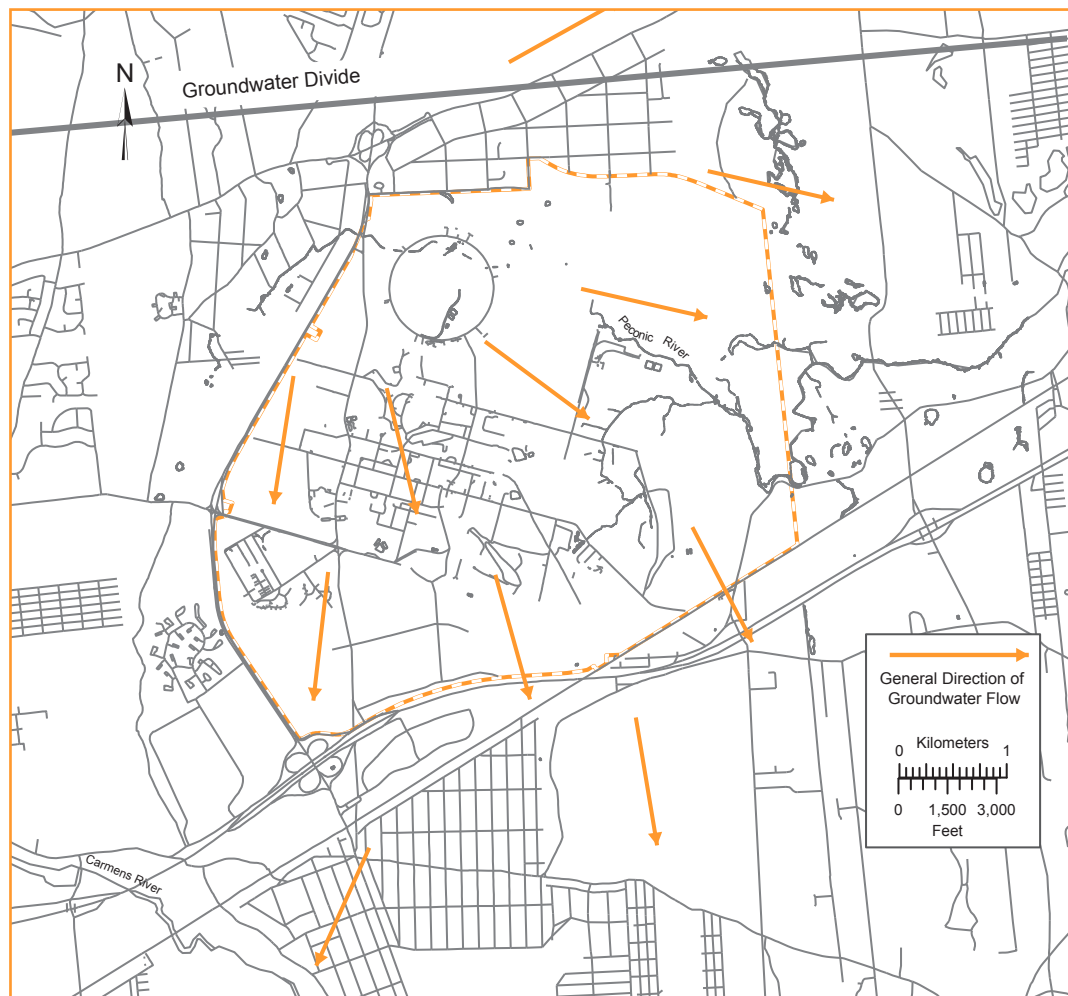 Groundwater Divide
N
Peconic River
General Direction of
Groundwater Flow
0 Kilometers 1
0 1,500 3,000
Feet
Carmens River